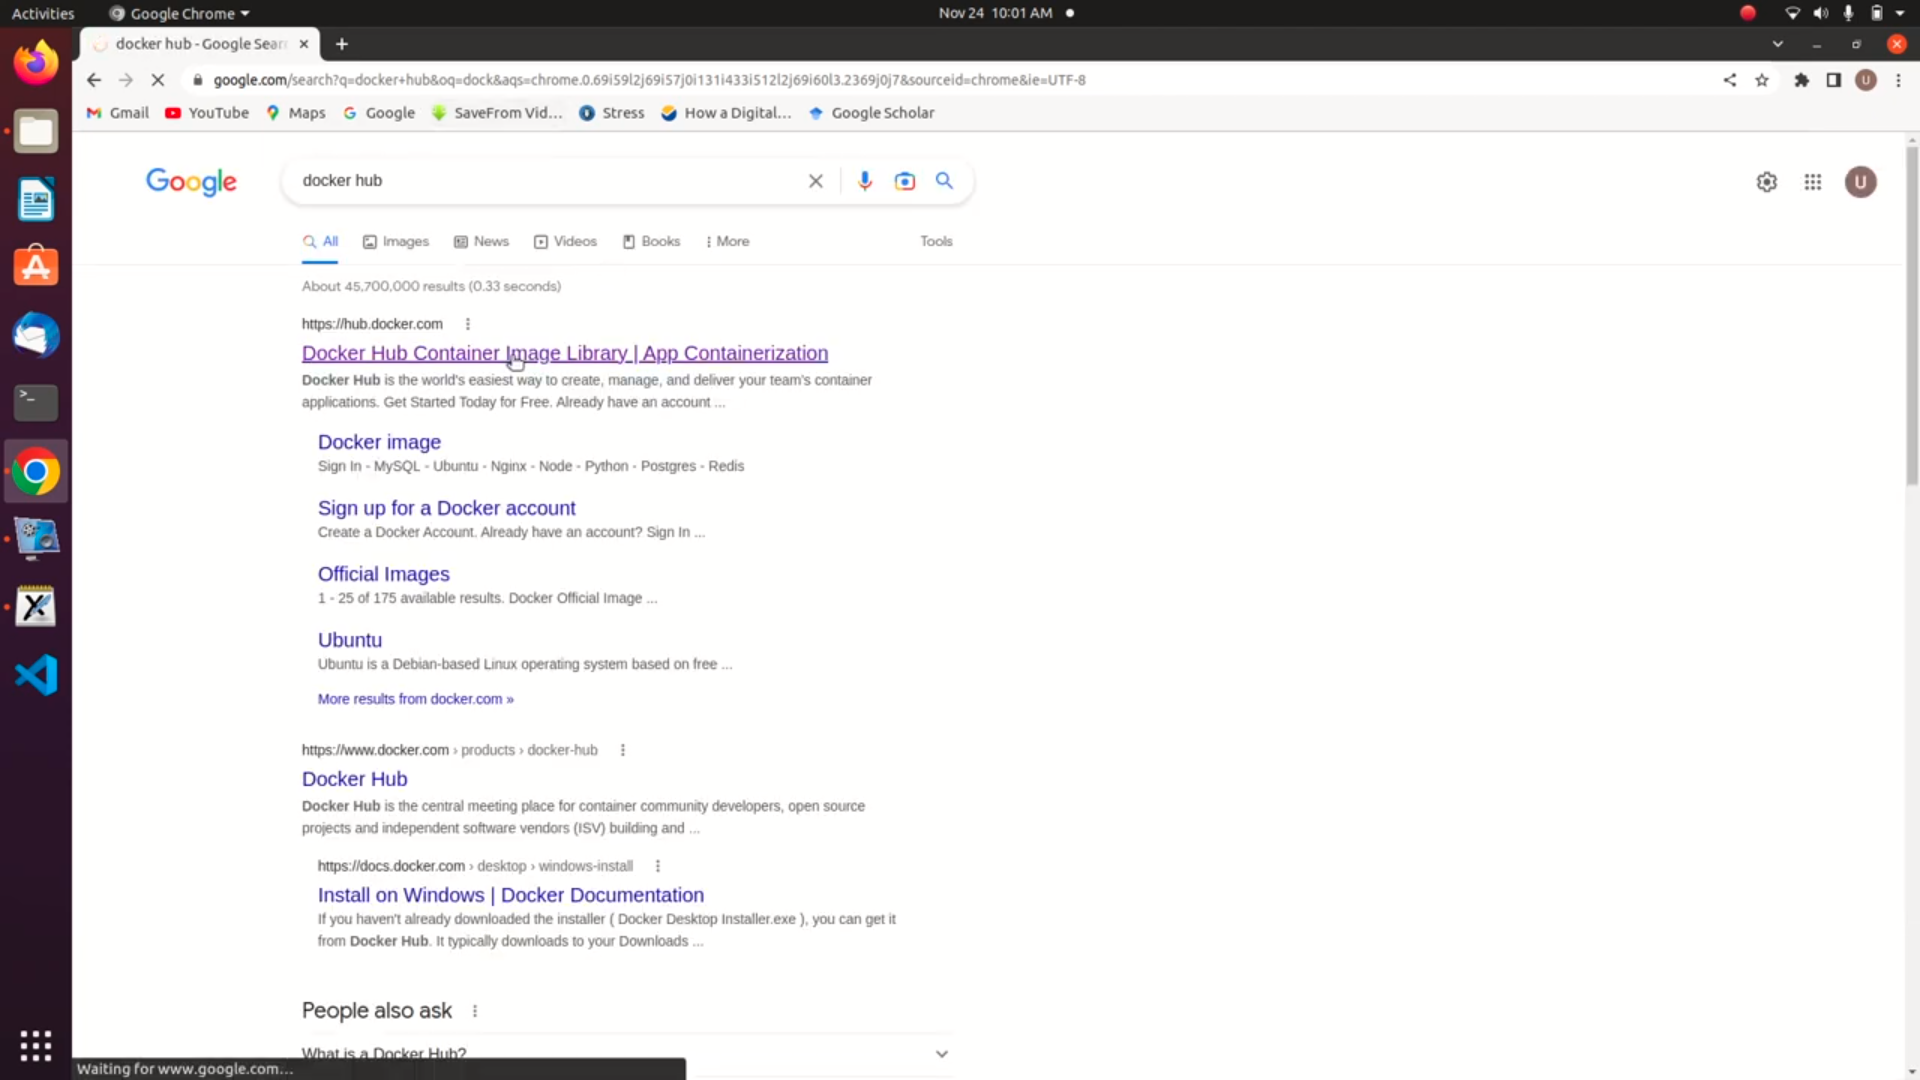 Activities
Google Chrome
Nov 24 10:01 AM
docker hub - Google Sear
google.com/search?q=docker+hub&oq=dock&aqs=chrome.0.69i59l2j69i57j0i131i433i512l2j69i60l3.2369j0j7&sourceid=chrome&ie=UTF-8
U
Gmail YouTube Maps Google SaveFrom Vid... Stress How a Digital... Google Scholar
Google
docker hub
U
All Images News Videos Books More Tools
About 45,700,000 results (0.33 seconds)
https://hub.docker.com
Docker Hub Container Image Library | App Containerization
Docker Hub is the world's easiest way to create, manage, and deliver your team's container
applications. Get Started Today for Free. Already have an account ...
Docker image
Sign In - MySQL - Ubuntu - Nginx - Node - Python - Postgres - Redis
Sign up for a Docker account
Create a Docker Account. Already have an account? Sign In ...
Official Images
1 - 25 of 175 available results. Docker Official Image ...
Ubuntu
Ubuntu is a Debian-based Linux operating system based on free ...
More results from docker.com »
https://www.docker.com › products › docker-hub
Docker Hub
Docker Hub is the central meeting place for container community developers, open source
projects and independent software vendors (ISV) building and ...
https://docs.docker.com › desktop › windows-install
Install on Windows | Docker Documentation
If you haven't already downloaded the installer ( Docker Desktop Installer.exe ), you can get it
from Docker Hub. It typically downloads to your Downloads ...
People also ask
What is a Docker Hub?
Waiting for www.google.com...